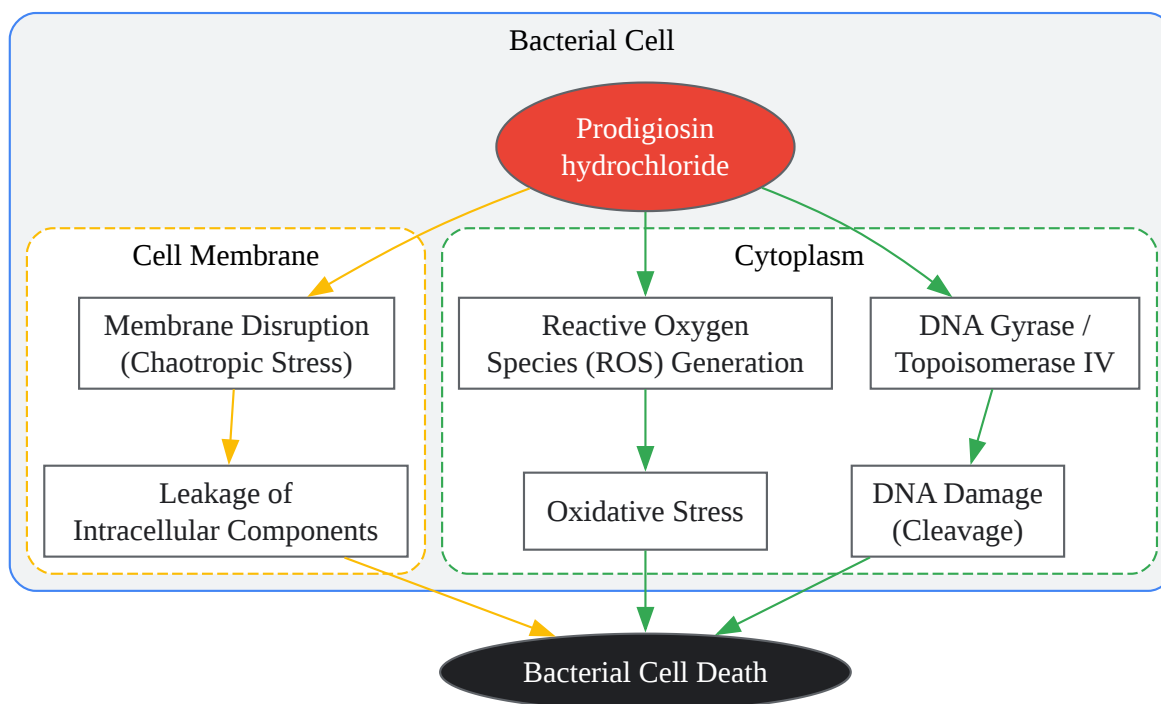 Bacterial Cell
Prodigiosin
hydrochloride
Cell Membrane
Cytoplasm
Membrane Disruption
(Chaotropic Stress)
Reactive Oxygen
Species (ROS) Generation
DNA Gyrase /
Topoisomerase IV
Leakage of
Intracellular Components
Oxidative Stress
DNA Damage
(Cleavage)
Bacterial Cell Death